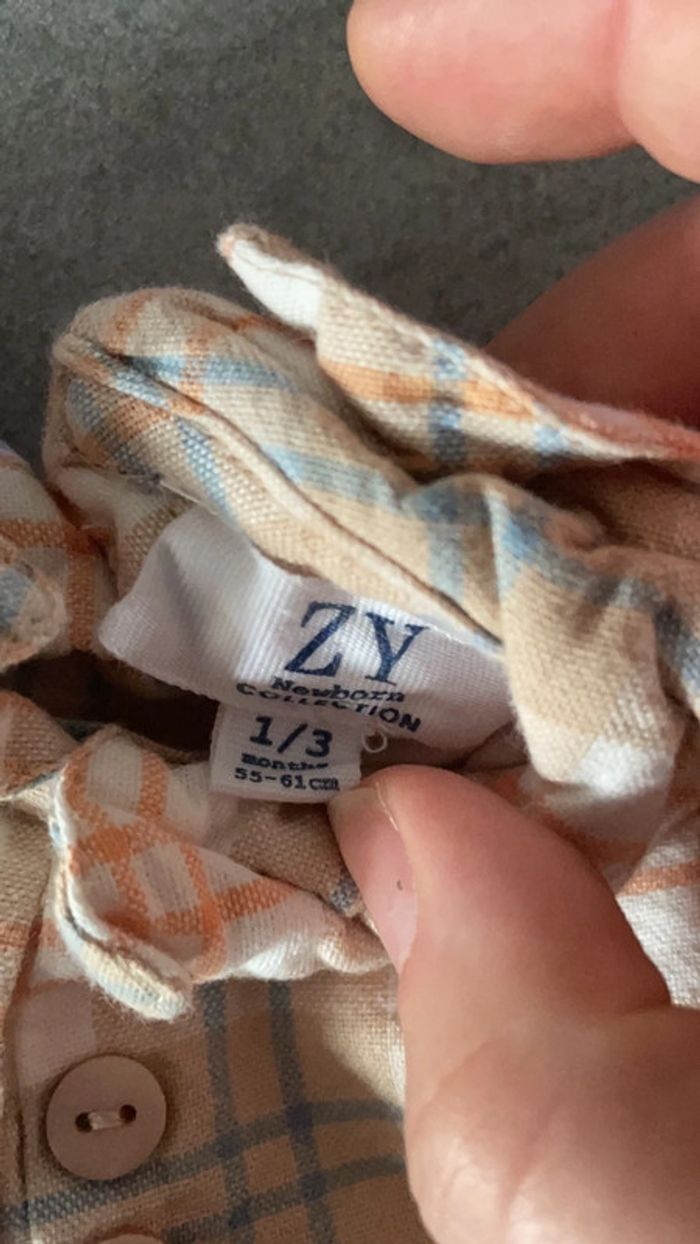 ZY
Newborn
COLLECTION
1/3
months
55-61cm